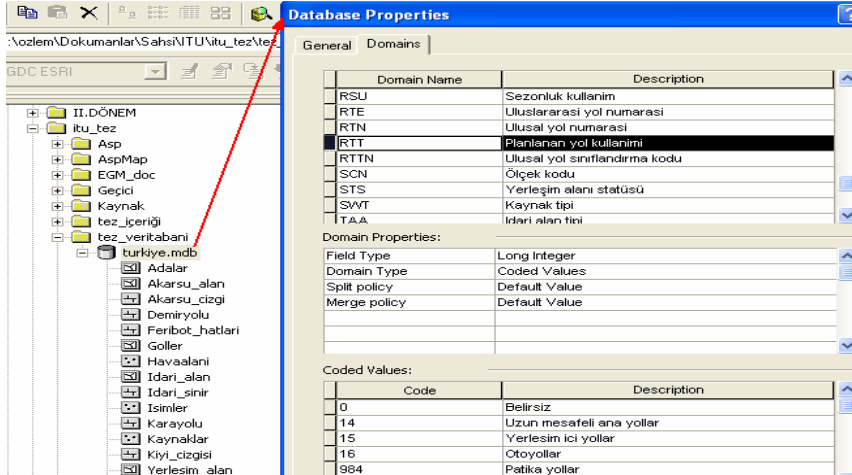 :\ozlem\Dokumanlar\Sahsi\ITU\itu_tez\tez_
GDC ESRI
II.DÖNEM
itu_tez
Asp
AspMap
EGM_doc
Geçici
Kaynak
tez_içeriği
tez_veritabani
turkiye.mdb
Adalar
Akarsu_alan
Akarsu_cizgi
Demiryolu
Feribot_hatlari
Goller
Havaalani
Idari_alan
Idari_sinir
Isimler
Karayolu
Kaynaklar
Kiyi_cizgisi
Yerlesim_alan
Database Properties
General Domains
Domain Name Description
RSU Sezonluk kullanim
RTE Uluslararasi yol numarasi
RTN Ulusal yol numarasi
RTT Planlanan yol kullanimi
RTTN Ulusal yol sınıflandırma kodu
SCN Ölçek kodu
STS Yerleşim alanı statüsü
SWT Kaynak tipi
TAA Idari alan tipi
Domain Properties:
Field Type Long Integer
Domain Type Coded Values
Split policy Default Value
Merge policy Default Value
Coded Values:
Code Description
0 Belirsiz
14 Uzun mesafeli ana yollar
15 Yerlesim ici yollar
16 Otoyollar
984 Patika yollar